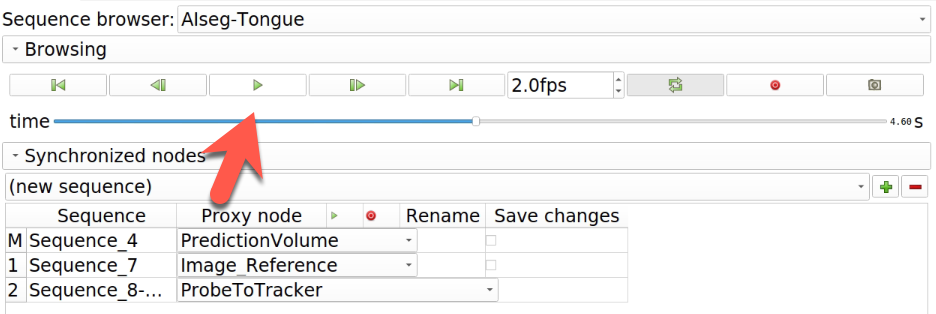 Sequence browser: AIseg-Tongue
Browsing
2.0fps
time 4.60 s
Synchronized nodes
(new sequence)
Sequence Proxy node Rename Save changes
M Sequence_4 PredictionVolume
1 Sequence_7 Image_Reference
2 Sequence_8-... ProbeToTracker